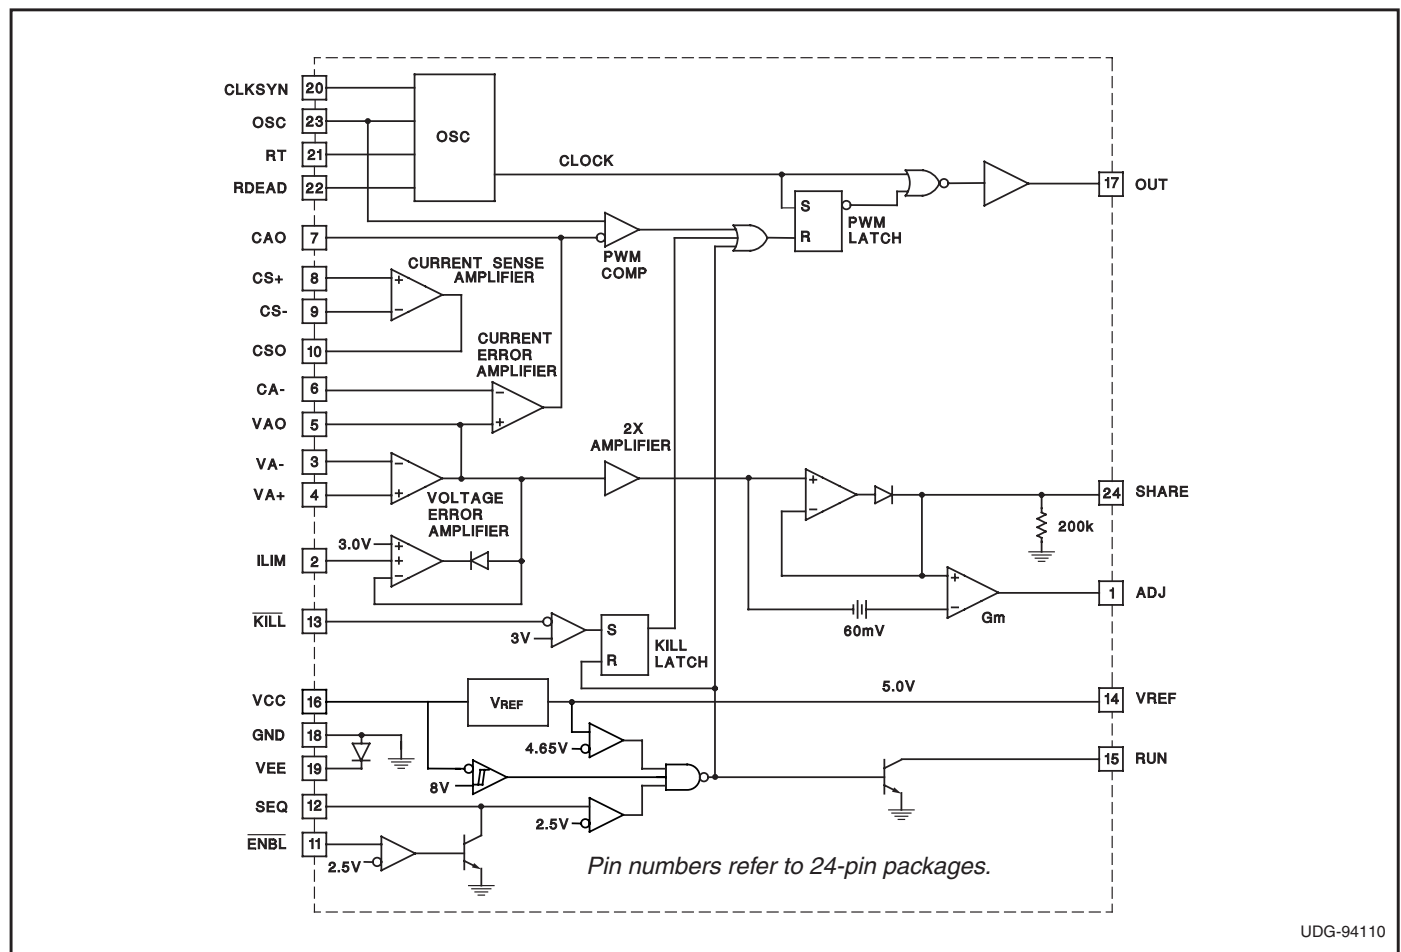 CLKSYN 20
OSC 23
RT 21
RDEAD 22
OSC
CLOCK
17 OUT
S
R
PWM
LATCH
CAO 7
PWM
COMP
CS+ 8
CS- 9
+
−
CURRENT SENSE
AMPLIFIER
CSO 10
CURRENT
ERROR
AMPLIFIER
CA- 6
VAO 5
−
+
VA- 3
VA+ 4
−
+
VOLTAGE
ERROR
AMPLIFIER
2X
AMPLIFIER
+
−
24 SHARE
200k
ILIM 2
3.0V
+
+
−
+
−
Gm
60mV
1 ADJ
KILL 13
3V
S
R
KILL
LATCH
VCC 16
VREF
5.0V
14 VREF
GND 18
VEE 19
4.65V
8V
15 RUN
SEQ 12
2.5V
ENBL 11
2.5V
Pin numbers refer to 24-pin packages.
UDG-94110